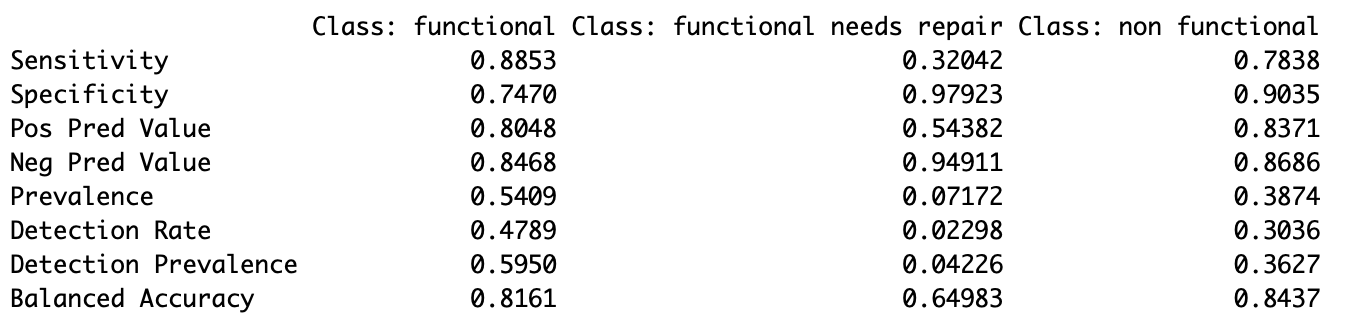 Class: functional Class: functional needs repair Class: non functional
Sensitivity 0.8853 0.32042 0.7838
Specificity 0.7470 0.97923 0.9035
Pos Pred Value 0.8048 0.54382 0.8371
Neg Pred Value 0.8468 0.94911 0.8686
Prevalence 0.5409 0.07172 0.3874
Detection Rate 0.4789 0.02298 0.3036
Detection Prevalence 0.5950 0.04226 0.3627
Balanced Accuracy 0.8161 0.64983 0.8437